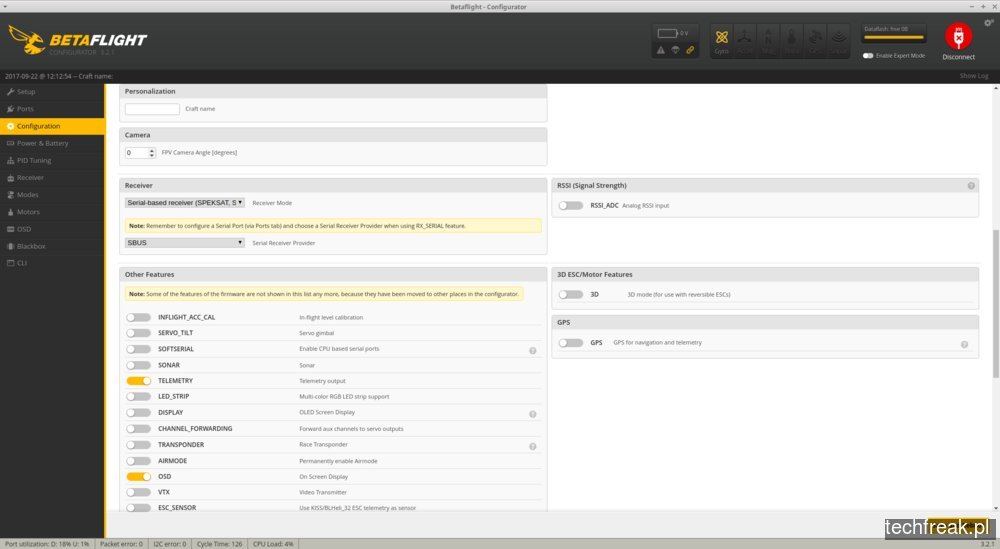 Betaflight - Configurator
BETAFLIGHT
CONFIGURATOR 3.2.1
0 V
Gyro
Dataflash: free 0B
Enable Expert Mode
Disconnect
2017-09-22 @ 12:12:54 -- Craft name:
Show Log
Setup
Ports
Configuration
Power & Battery
PID Tuning
Receiver
Modes
Motors
OSD
Blackbox
CLI
Personalization
Craft name
Camera
0
FPV Camera Angle [degrees]
Receiver
Serial-based receiver (SPEKSAT, S
Receiver Mode
Note: Remember to configure a Serial Port (via Ports tab) and choose a Serial Receiver Provider when using RX_SERIAL feature.
SBUS
Serial Receiver Provider
RSSI (Signal Strength)
RSSI_ADC Analog RSSI input
Other Features
Note: Some of the features of the firmware are not shown in this list any more, because they have been moved to other places in the configurator.
INFLIGHT_ACC_CAL In-flight level calibration
SERVO_TILT Servo gimbal
SOFTSERIAL Enable CPU based serial ports
SONAR Sonar
TELEMETRY Telemetry output
LED_STRIP Multi-color RGB LED strip support
DISPLAY OLED Screen Display
CHANNEL_FORWARDING Forward aux channels to servo outputs
TRANSPONDER Race Transponder
AIRMODE Permanently enable Airmode
OSD On Screen Display
VTX Video Transmitter
ESC_SENSOR Use KISS/BLHeli_32 ESC telemetry as sensor
3D ESC/Motor Features
3D 3D mode (for use with reversible ESCs)
GPS
GPS GPS for navigation and telemetry
techfreak.pl
Port utilization: D: 16% U: 1%
Packet error: 0
I2C error: 0
Cycle Time: 126
CPU Load: 4%
3.2.1